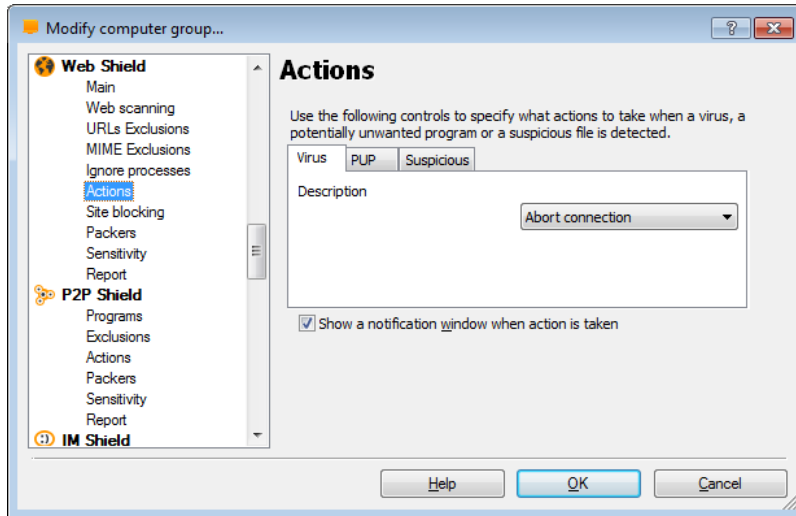 Modify computer group...
Web Shield
Main
Web scanning
URLs Exclusions
MIME Exclusions
Ignore processes
Actions
Site blocking
Packers
Sensitivity
Report
P2P Shield
Programs
Exclusions
Actions
Packers
Sensitivity
Report
IM Shield
Actions
Use the following controls to specify what actions to take when a virus, a
potentially unwanted program or a suspicious file is detected.
Virus PUP Suspicious
Description
Abort connection
Show a notification window when action is taken
Help OK Cancel